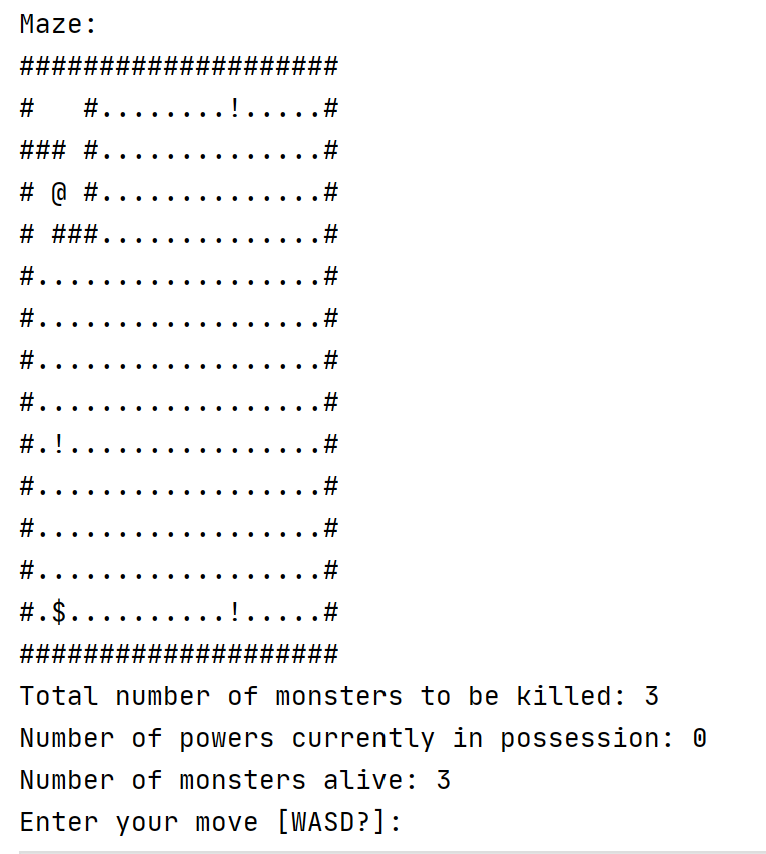 Maze:
####################
#   #........!.....#
### #..............#
# @ #..............#
# ###..............#
#..................#
#..................#
#..................#
#..................#
#.!................#
#..................#
#..................#
#..................#
#.$..........!.....#
####################
Total number of monsters to be killed: 3
Number of powers currently in possession: 0
Number of monsters alive: 3
Enter your move [WASD?]: